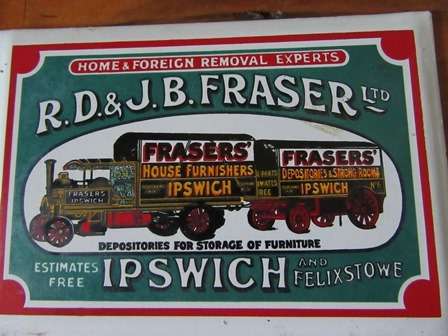 HOME & FOREIGN REMOVAL EXPERTS
R.D. & J.B. FRASER LTD
FRASERS'
HOUSE FURNISHERS
IPSWICH
FRASERS
IPSWICH
FREE
FRASERS'
DEPOSITORIES & STRONG ROOMS
IPSWICH
DEPOSITORIES FOR STORAGE OF FURNITURE
ESTIMATES
FREE
IPSWICH
AND
FELIXSTOWE